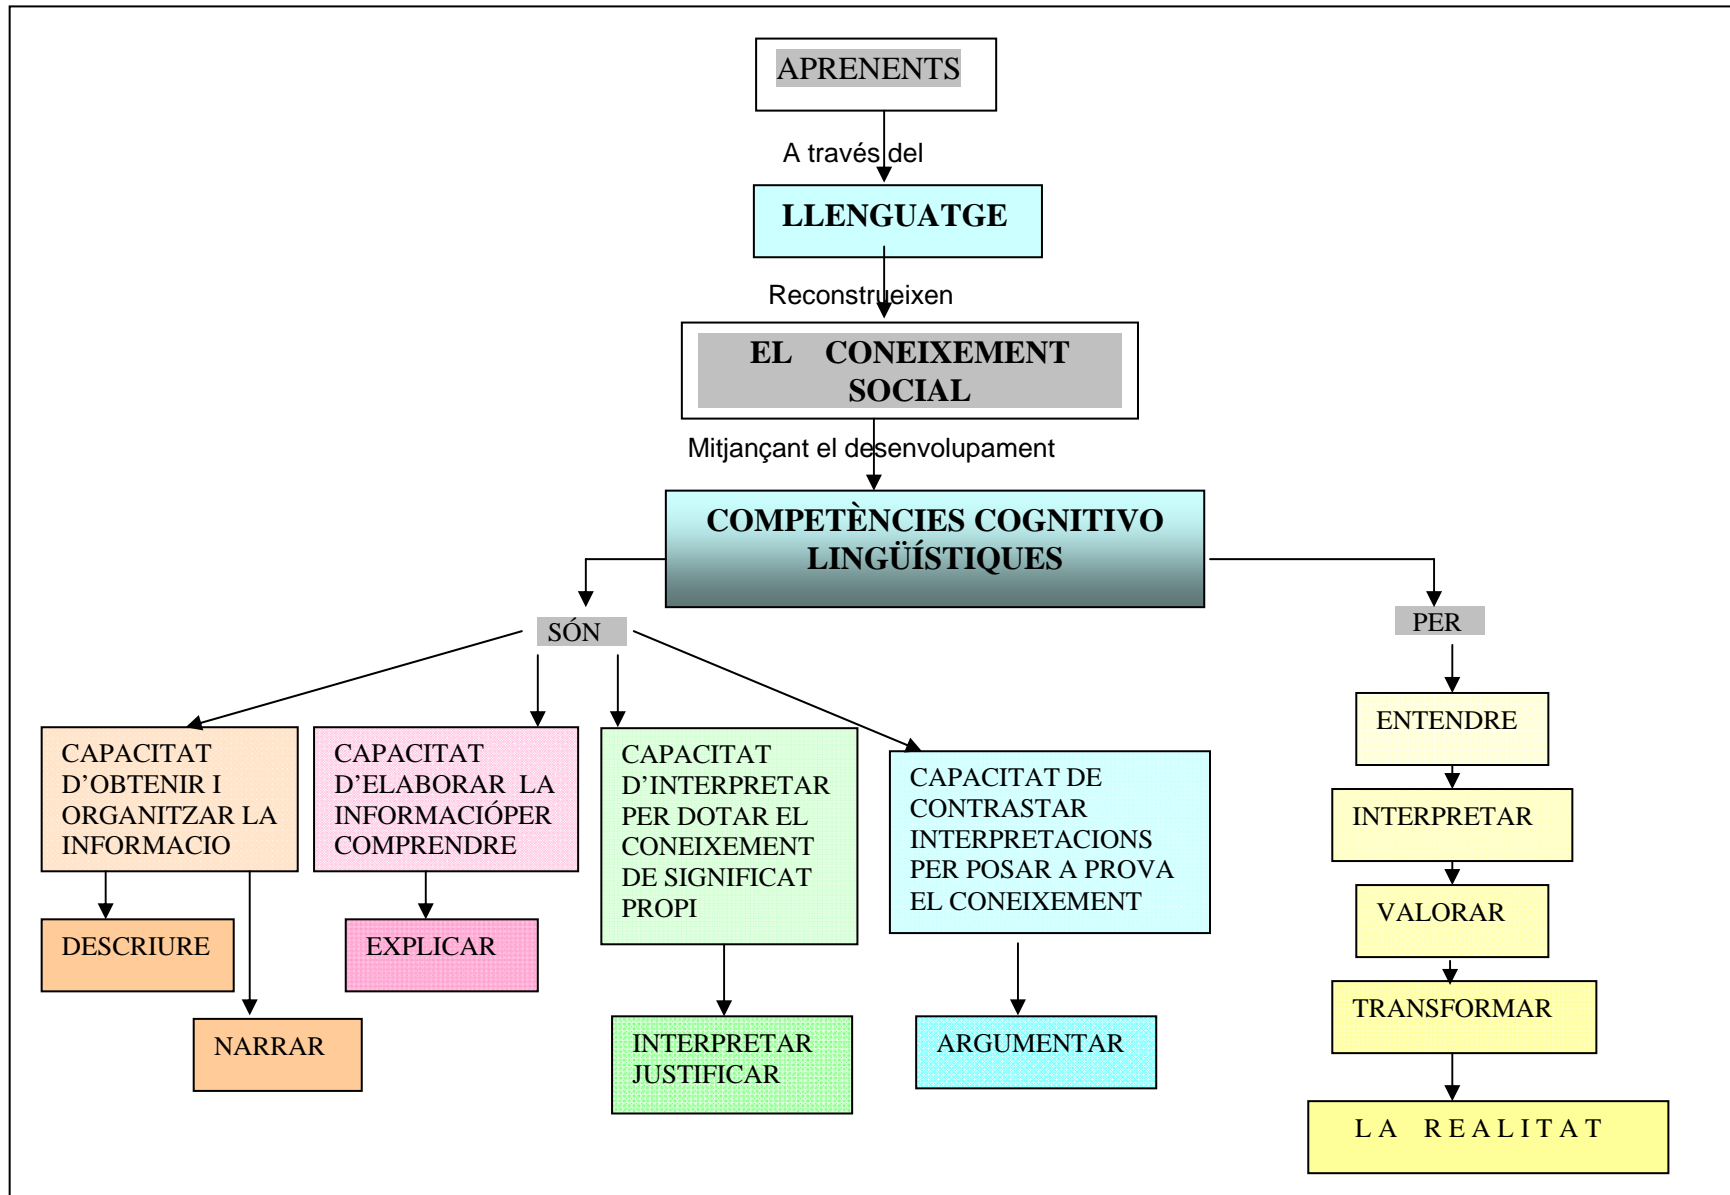 APRENENTS
A través del
LLENGUATGE
Reconstrueixen
EL CONEIXEMENT
SOCIAL
Mitjançant el desenvolupament
COMPETÈNCIES COGNITIVO
LINGÜÍSTIQUES
SÓN
PER
CAPACITAT
D’OBTENIR I
ORGANITZAR LA
INFORMACIO
CAPACITAT
D’ELABORAR LA
INFORMACIÓPER
COMPRENDRE
CAPACITAT
D’INTERPRETAR
PER DOTAR EL
CONEIXEMENT
DE SIGNIFICAT
PROPI
CAPACITAT DE
CONTRASTAR
INTERPRETACIONS
PER POSAR A PROVA
EL CONEIXEMENT
DESCRIURE
NARRAR
EXPLICAR
INTERPRETAR
JUSTIFICAR
ARGUMENTAR
ENTENDRE
INTERPRETAR
VALORAR
TRANSFORMAR
L A R E A L I T A T